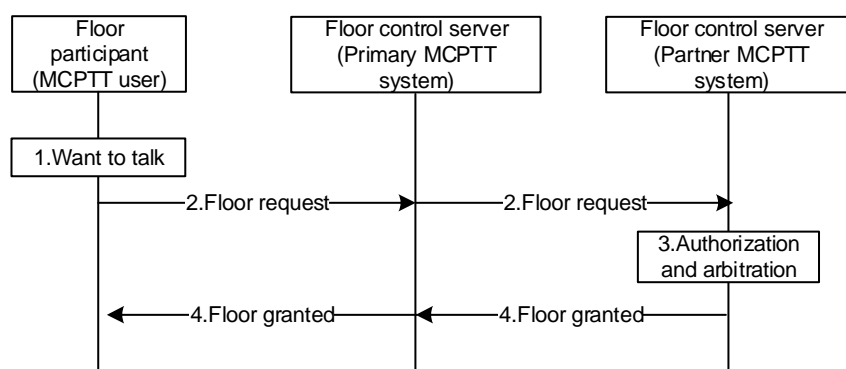 Floor
participant
(MCPTT user)
Floor control server
(Primary MCPTT
system)
Floor control server
(Partner MCPTT
system)
1.Want to talk
2.Floor request
2.Floor request
3.Authorization
and arbitration
4.Floor granted
4.Floor granted